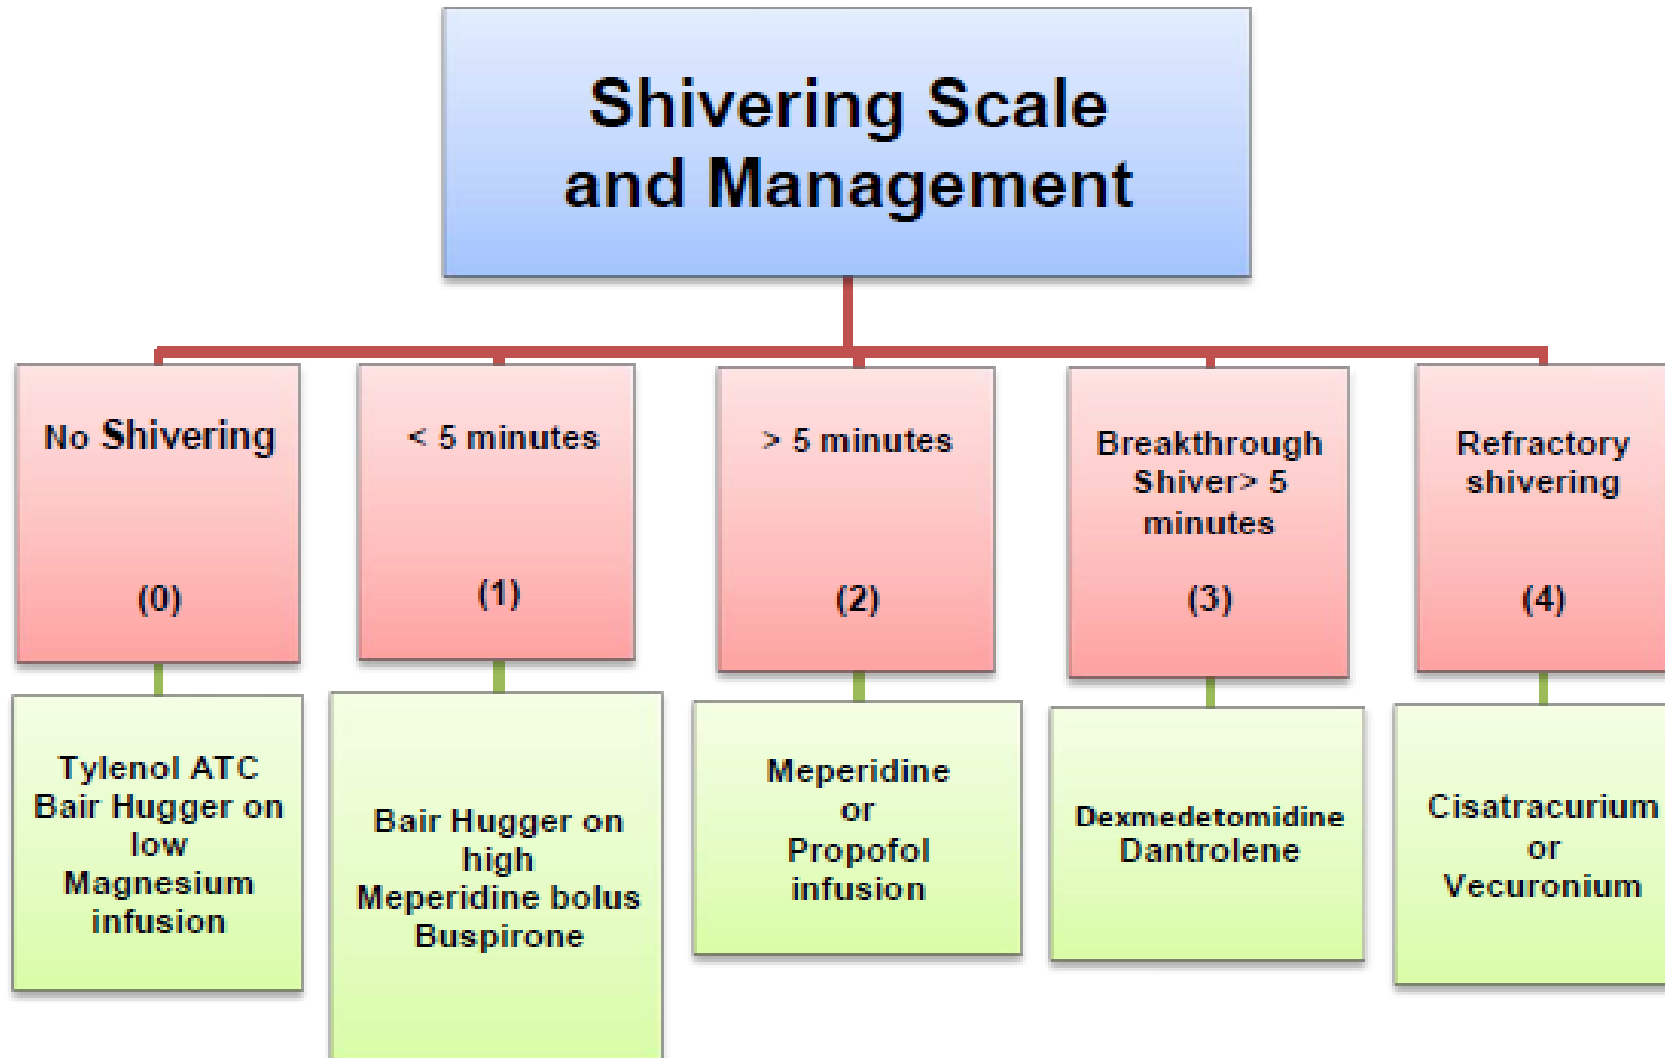 Shivering Scale
and Management
No Shivering
(0)
< 5 minutes
(1)
> 5 minutes
(2)
Breakthrough
Shiver> 5
minutes
(3)
Refractory
shivering
(4)
Tylenol ATC
Bair Hugger on
low
Magnesium
infusion
Bair Hugger on
high
Meperidine bolus
Buspirone
Meperidine
or
Propofol
infusion
Dexmedetomidine
Dantrolene
Cisatracurium
or
Vecuronium